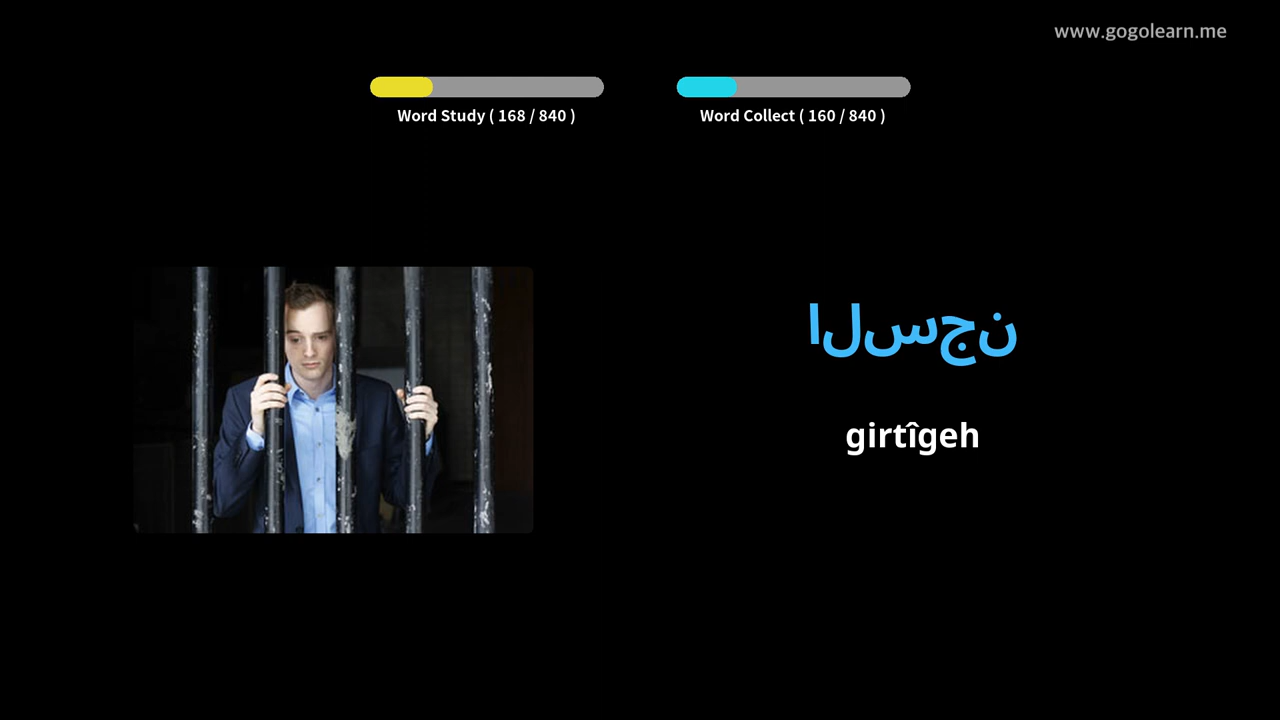 www.gogolearn.me
Word Study ( 168 / 840 )
Word Collect ( 160 / 840 )
السجن
girtîgeh